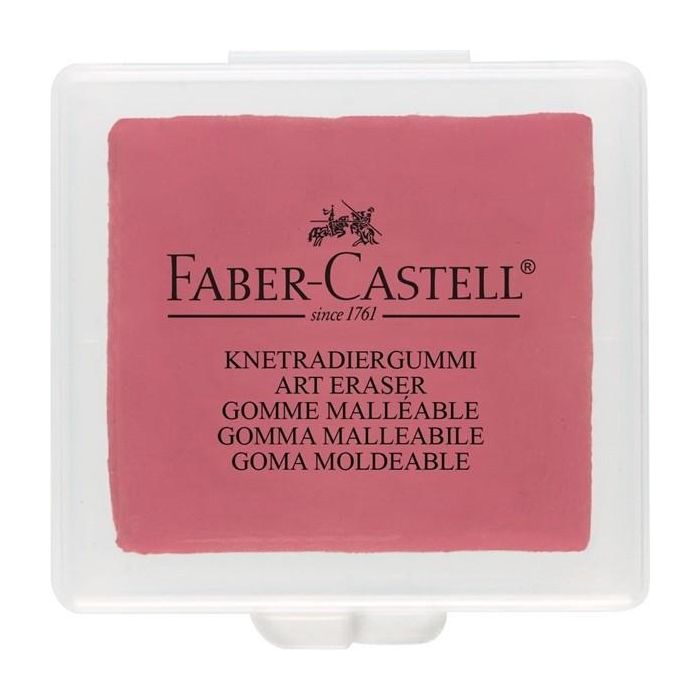 FABER-CASTELL®
since 1761
KNETRADIERGUMMI
ART ERASER
GOMME MALLÉABLE
GOMMA MALLEABILE
GOMA MOLDEABLE